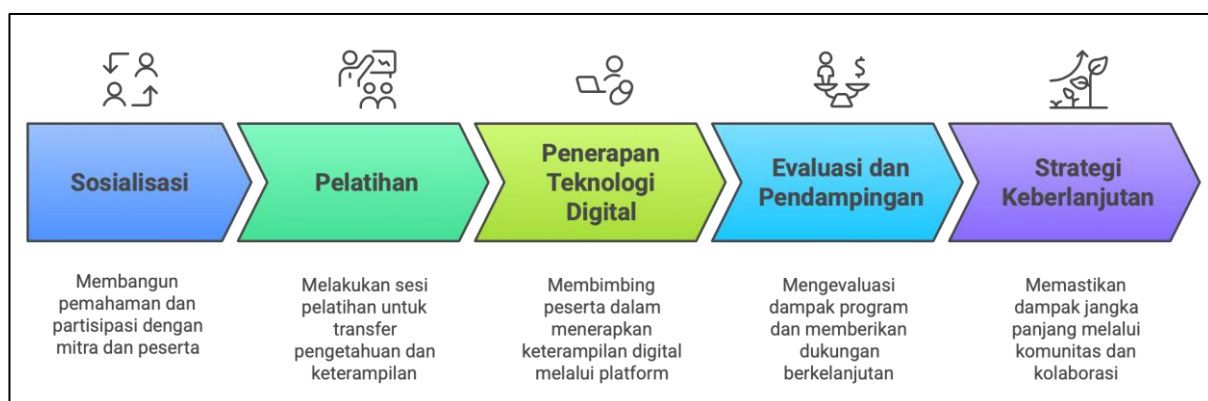 Sosialisasi
Pelatihan
Penerapan
Teknologi
Digital
Evaluasi dan
Pendampingan
Strategi
Keberlanjutan
Membangun
pemahaman dan
partisipasi dengan
mitra dan peserta
Melakukan sesi
pelatihan untuk
transfer
pengetahuan dan
keterampilan
Membimbing
peserta dalam
menerapkan
keterampilan digital
melalui platform
Mengevaluasi
dampak program
dan memberikan
dukungan
berkelanjutan
Memastikan
dampak jangka
panjang melalui
komunitas dan
kolaborasi